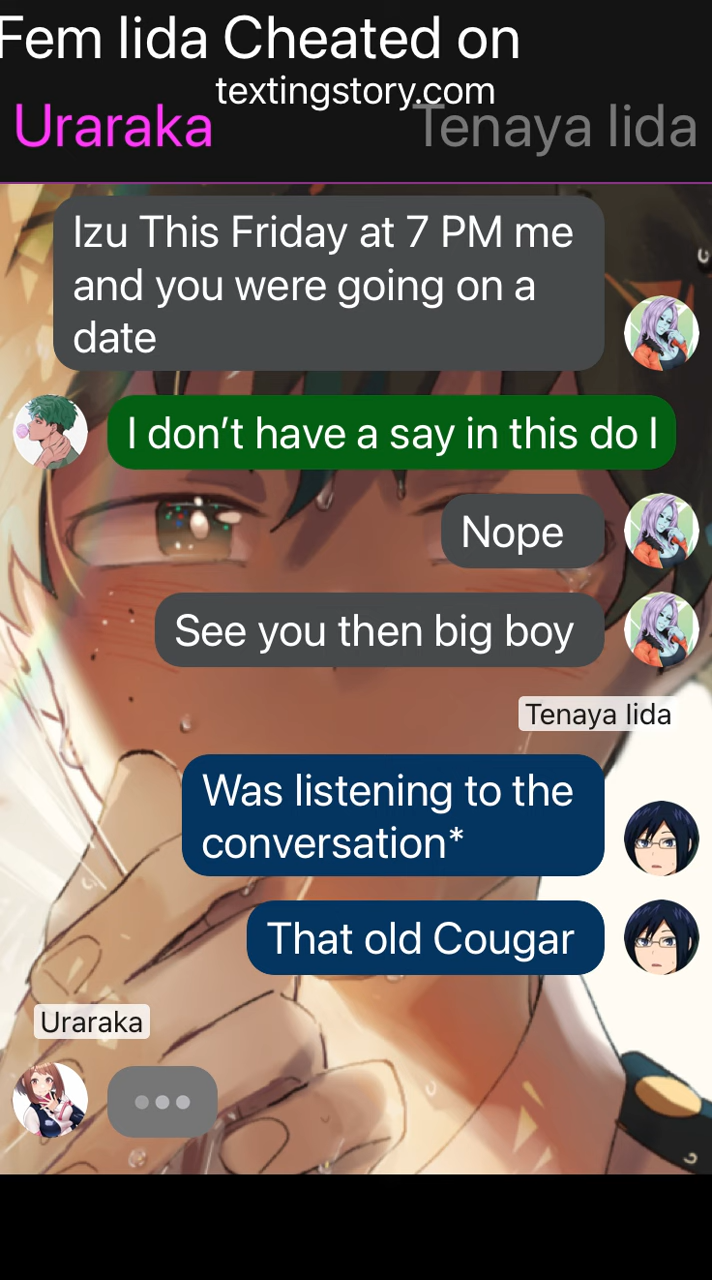 Fem Iida Cheated on
textingstory.com
Uraraka
Tenaya Iida
Izu This Friday at 7 PM me
and you were going on a
date
I don’t have a say in this do I
Nope
See you then big boy
Tenaya Iida
Was listening to the
conversation*
That old Cougar
Uraraka